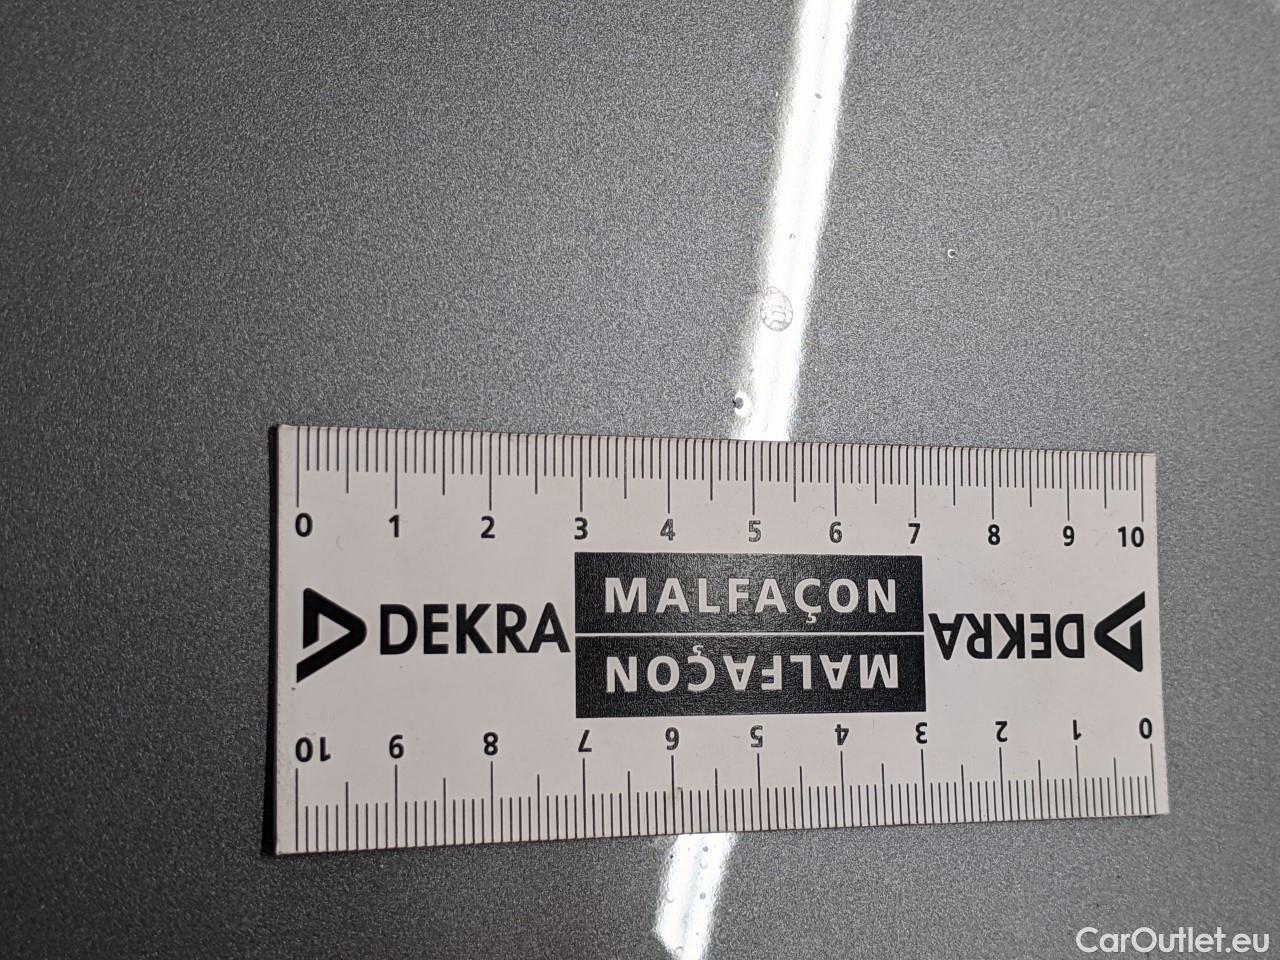 0 1 2 3 4 5 6 7 8 9 10
DEKRA MALFAÇON DEKRA
MALFAÇON
10 9 8 7 6 5 4 3 2 1 0
CarOutlet.eu